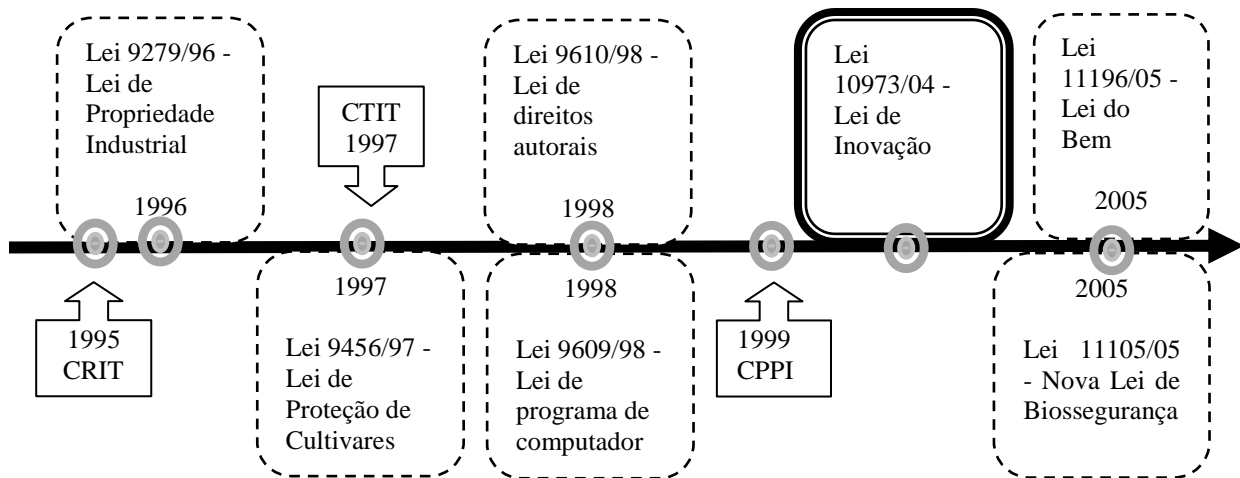 Lei 9279/96 -
Lei de
Propriedade
Industrial
1996
CTIT
1997
Lei 9610/98 -
Lei de
direitos
autorais
1998
Lei
10973/04 -
Lei de
Inovação
Lei
11196/05 -
Lei do
Bem
2005
1995
CRIT
1997
Lei 9456/97 -
Lei de
Proteção de
Cultivares
1998
Lei 9609/98 -
Lei de
programa de
computador
1999
CPPI
2005
Lei 11105/05
- Nova Lei de
Biossegurança